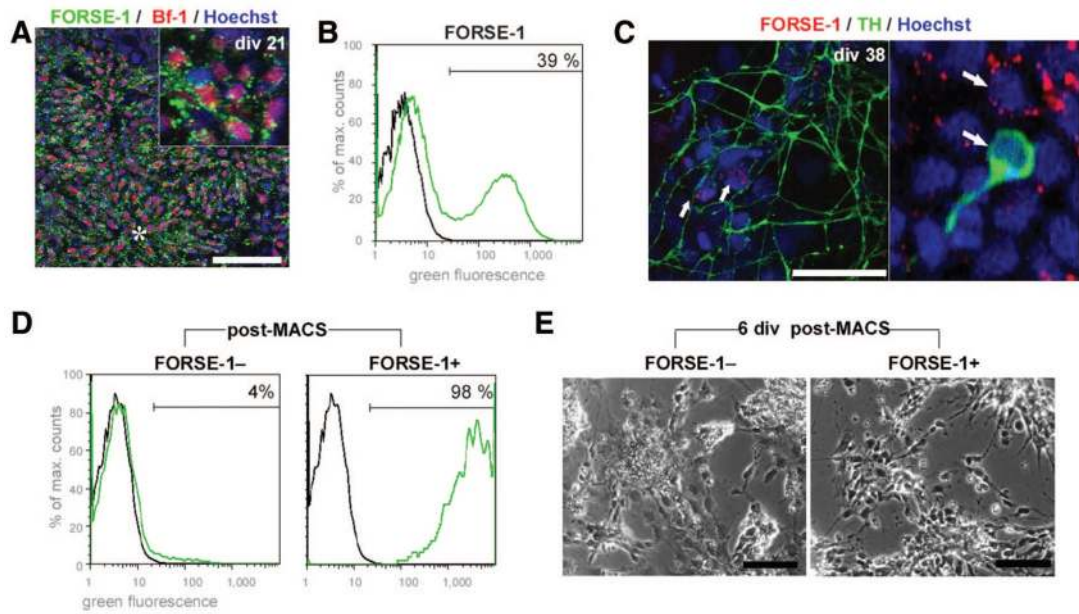 A
FORSE-1 / Bf-1 / Hoechst
div 21
*
B
FORSE-1
39 %
% of max. counts
100
80
60
40
20
0
1
10
100
1,000
green fluorescence
C
FORSE-1 / TH / Hoechst
div 38
D
post-MACS
FORSE-1–
FORSE-1+
4%
% of max. counts
100
80
60
40
20
0
1
10
100
1,000
green fluorescence
98 %
1
10
100
1,000
E
6 div post-MACS
FORSE-1–
FORSE-1+